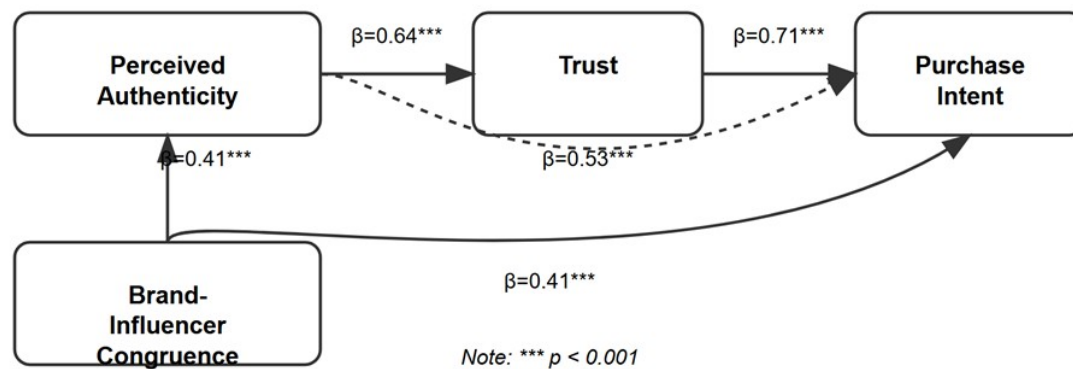 β=0.64***
β=0.71***
Perceived
Authenticity
Trust
Purchase
Intent
β=0.41***
β=0.53***
β=0.41***
Brand-
Influencer
Congruence
Note: *** p < 0.001